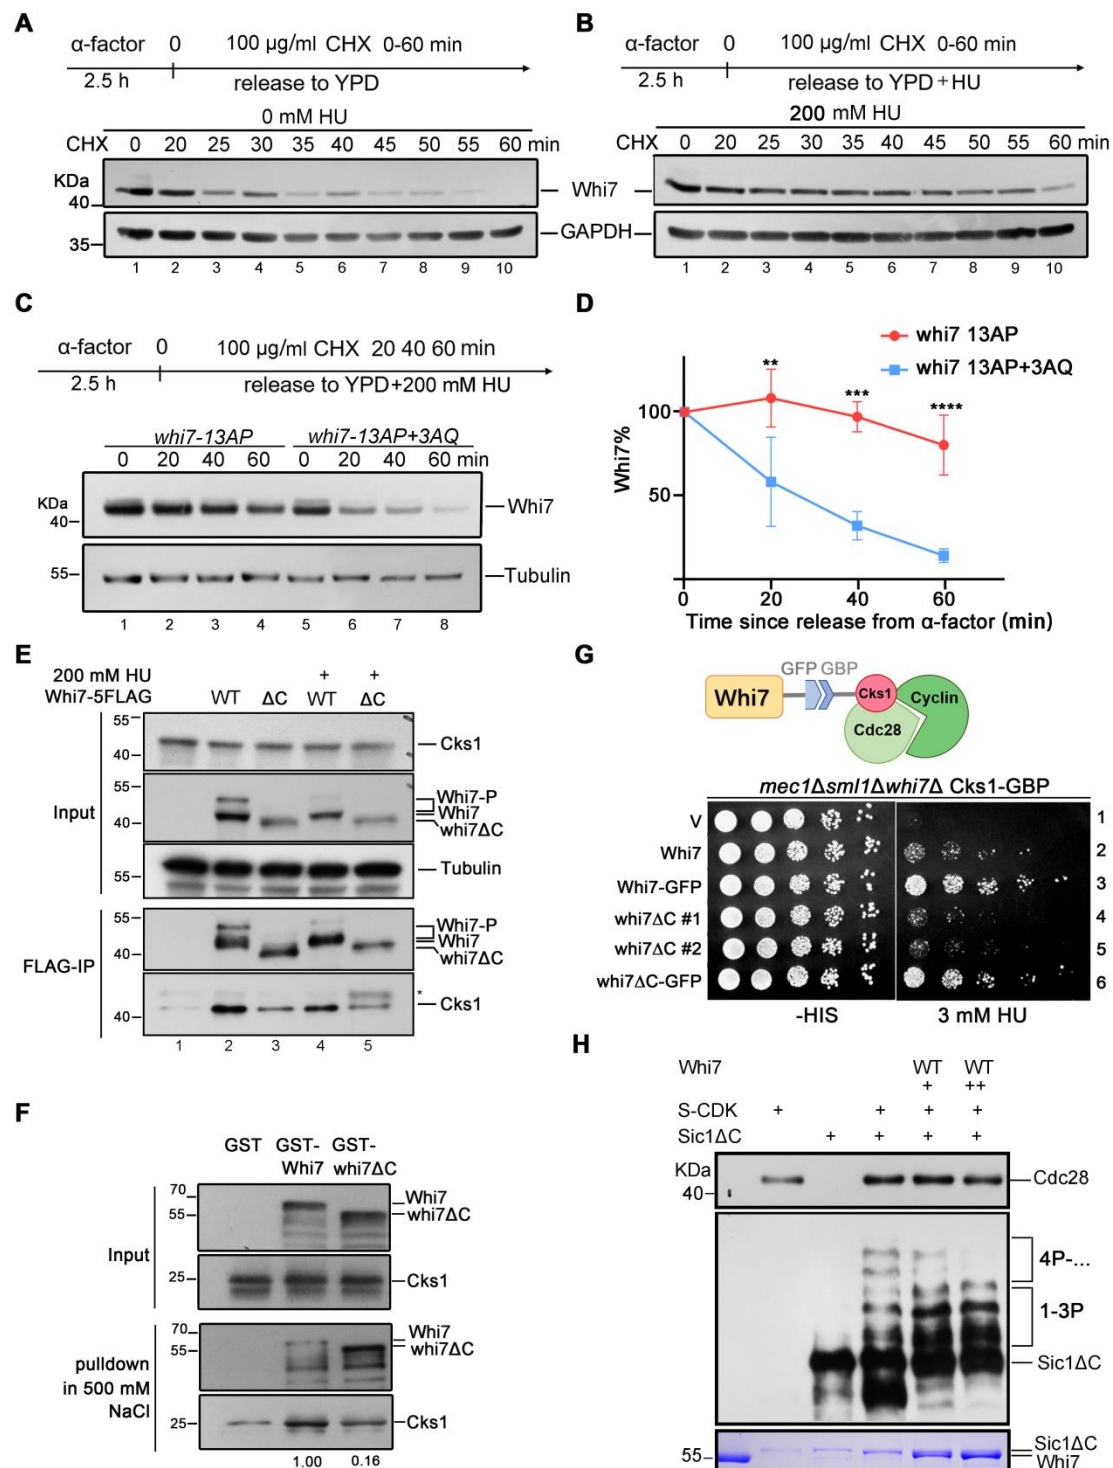 A
α-factor 0 100 µg/ml CHX 0-60 min
2.5 h release to YPD
0 mM HU
CHX 0 20 25 30 35 40 45 50 55 60 min
KDa
40
Whi7
35
GAPDH
1 2 3 4 5 6 7 8 9 10
B
α-factor 0 100 µg/ml CHX 0-60 min
2.5 h release to YPD+HU
200 mM HU
CHX 0 20 25 30 35 40 45 50 55 60 min
1 2 3 4 5 6 7 8 9 10
C
α-factor 0 100 µg/ml CHX 20 40 60 min
2.5 h release to YPD+200 mM HU
whi7-13AP whi7-13AP+3AQ
0 20 40 60 0 20 40 60 min
KDa
40
Whi7
55
Tubulin
1 2 3 4 5 6 7 8
D
whi7 13AP
whi7 13AP+3AQ
** *** ****
100
50
Whi7%
0 20 40 60
Time since release from α-factor (min)
E
200 mM HU + +
Whi7-5FLAG WT ΔC WT ΔC
55
40
Cks1
55
40
Whi7-P
Whi7
whi7ΔC
Input
55
Tubulin
55
40
Whi7-P
Whi7
whi7ΔC
FLAG-IP
*
40
Cks1
1 2 3 4 5
F
GST GST-Whi7 GST-whi7ΔC
70
55
Whi7
whi7ΔC
Input
25
Cks1
70
55
Whi7
whi7ΔC
pulldown
in 500 mM
NaCl
25
Cks1
1.00 0.16
G
GFP GBP
Whi7 Cks1 Cyclin
Cdc28
mec1Δsml1Δwhi7Δ Cks1-GBP
V 1
Whi7 2
Whi7-GFP 3
whi7ΔC #1 4
whi7ΔC #2 5
whi7ΔC-GFP 6
-HIS 3 mM HU
H
Whi7 WT WT
+ ++
S-CDK + + + +
Sic1ΔC + + + +
KDa
40
Cdc28
4P-...
1-3P
Sic1ΔC
55
Sic1ΔC
Whi7